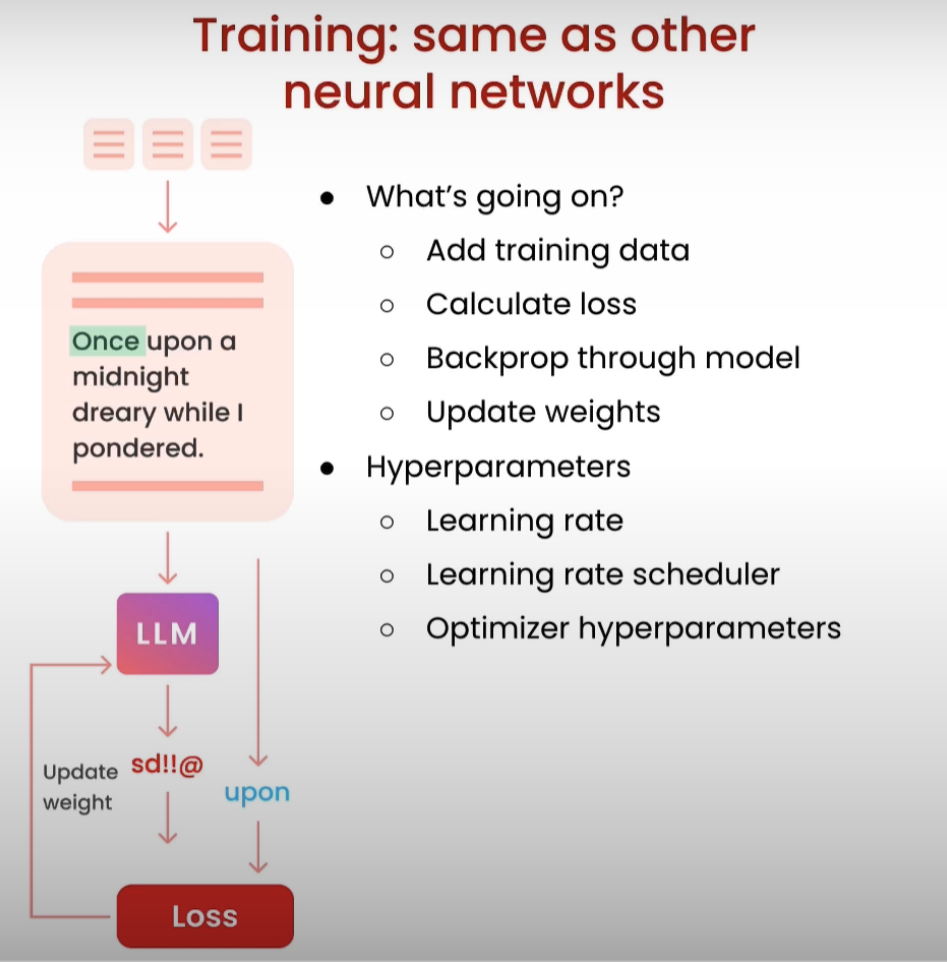 Training: same as other
neural networks
Once upon a
midnight
dreary while I
pondered.
LLM
Update
weight
sd!!@
upon
Loss
● What's going on?
○ Add training data
○ Calculate loss
○ Backprop through model
○ Update weights
● Hyperparameters
○ Learning rate
○ Learning rate scheduler
○ Optimizer hyperparameters